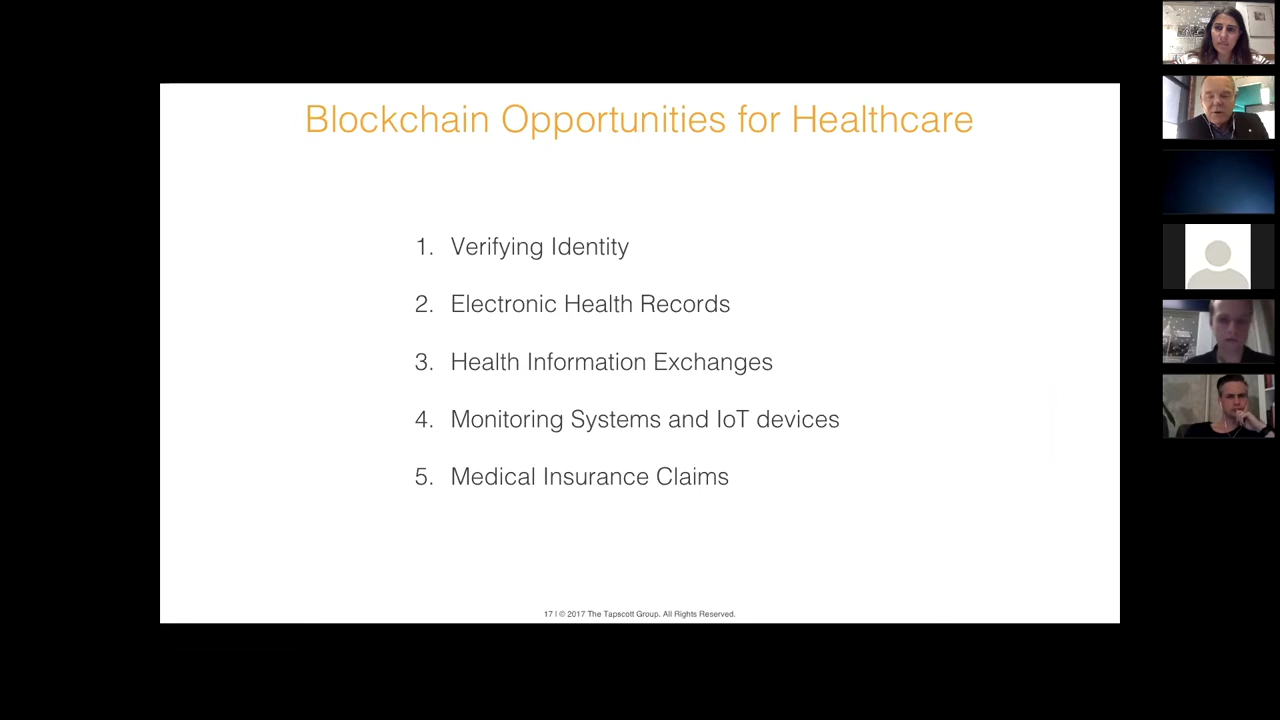 Blockchain Opportunities for Healthcare
1. Verifying Identity
2. Electronic Health Records
3. Health Information Exchanges
4. Monitoring Systems and IoT devices
5. Medical Insurance Claims
17 | © 2017 The Tapscott Group. All Rights Reserved.